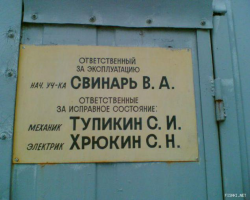 ОТВЕТСТВЕННЫЙ
ЗА ЭКСПЛУАТАЦИЮ
НАЧ. УЧ-КА СВИНАРЬ В. А.
ОТВЕТСТВЕННЫЕ
ЗА ИСПРАВНОЕ СОСТОЯНИЕ:
МЕХАНИК ТУПИКИН С. И.
ЭЛЕКТРИК ХРЮКИН С. Н.